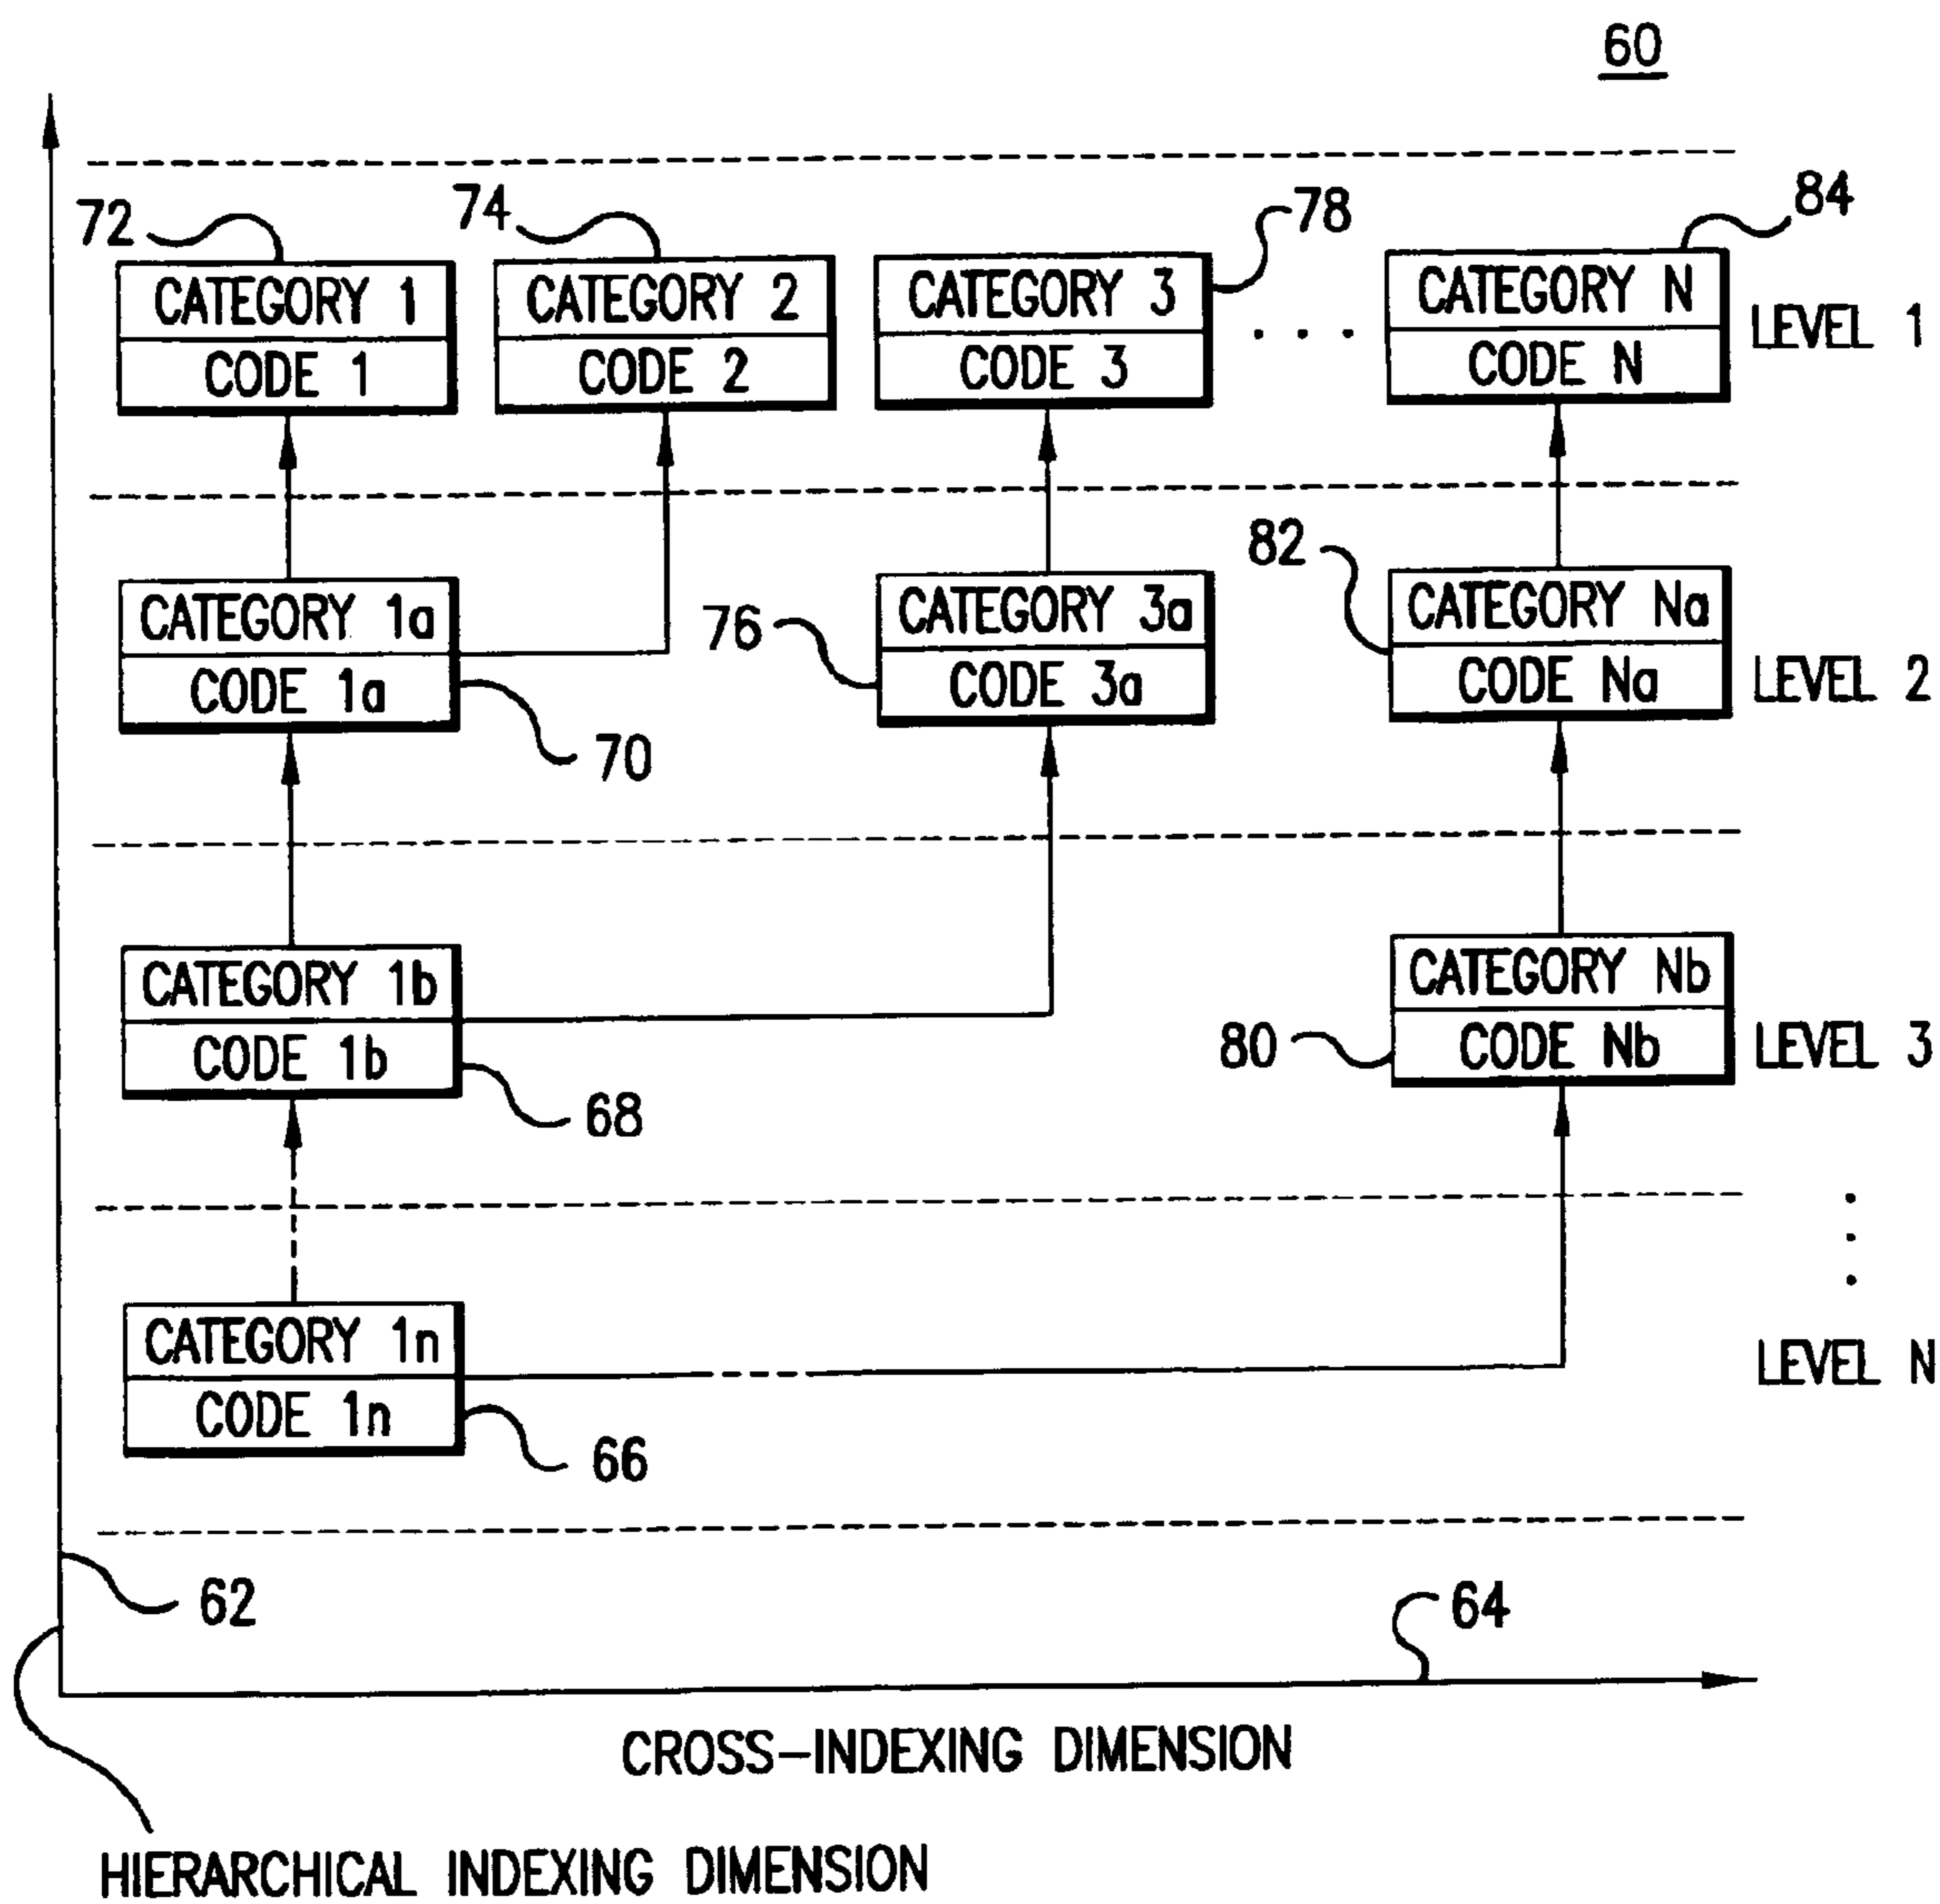 60
72
74
78
84
CATEGORY 1
CATEGORY 2
CATEGORY 3
CATEGORY N
CODE 1
CODE 2
CODE 3
. . .
CODE N
LEVEL 1
82
CATEGORY 1a
76
CATEGORY 3a
CATEGORY Na
CODE 1a
CODE 3a
CODE Na
LEVEL 2
70
CATEGORY 1b
CATEGORY Nb
CODE 1b
80
CODE Nb
LEVEL 3
68
.
.
.
CATEGORY 1n
LEVEL N
CODE 1n
66
62
64
CROSS-INDEXING DIMENSION
HIERARCHICAL INDEXING DIMENSION